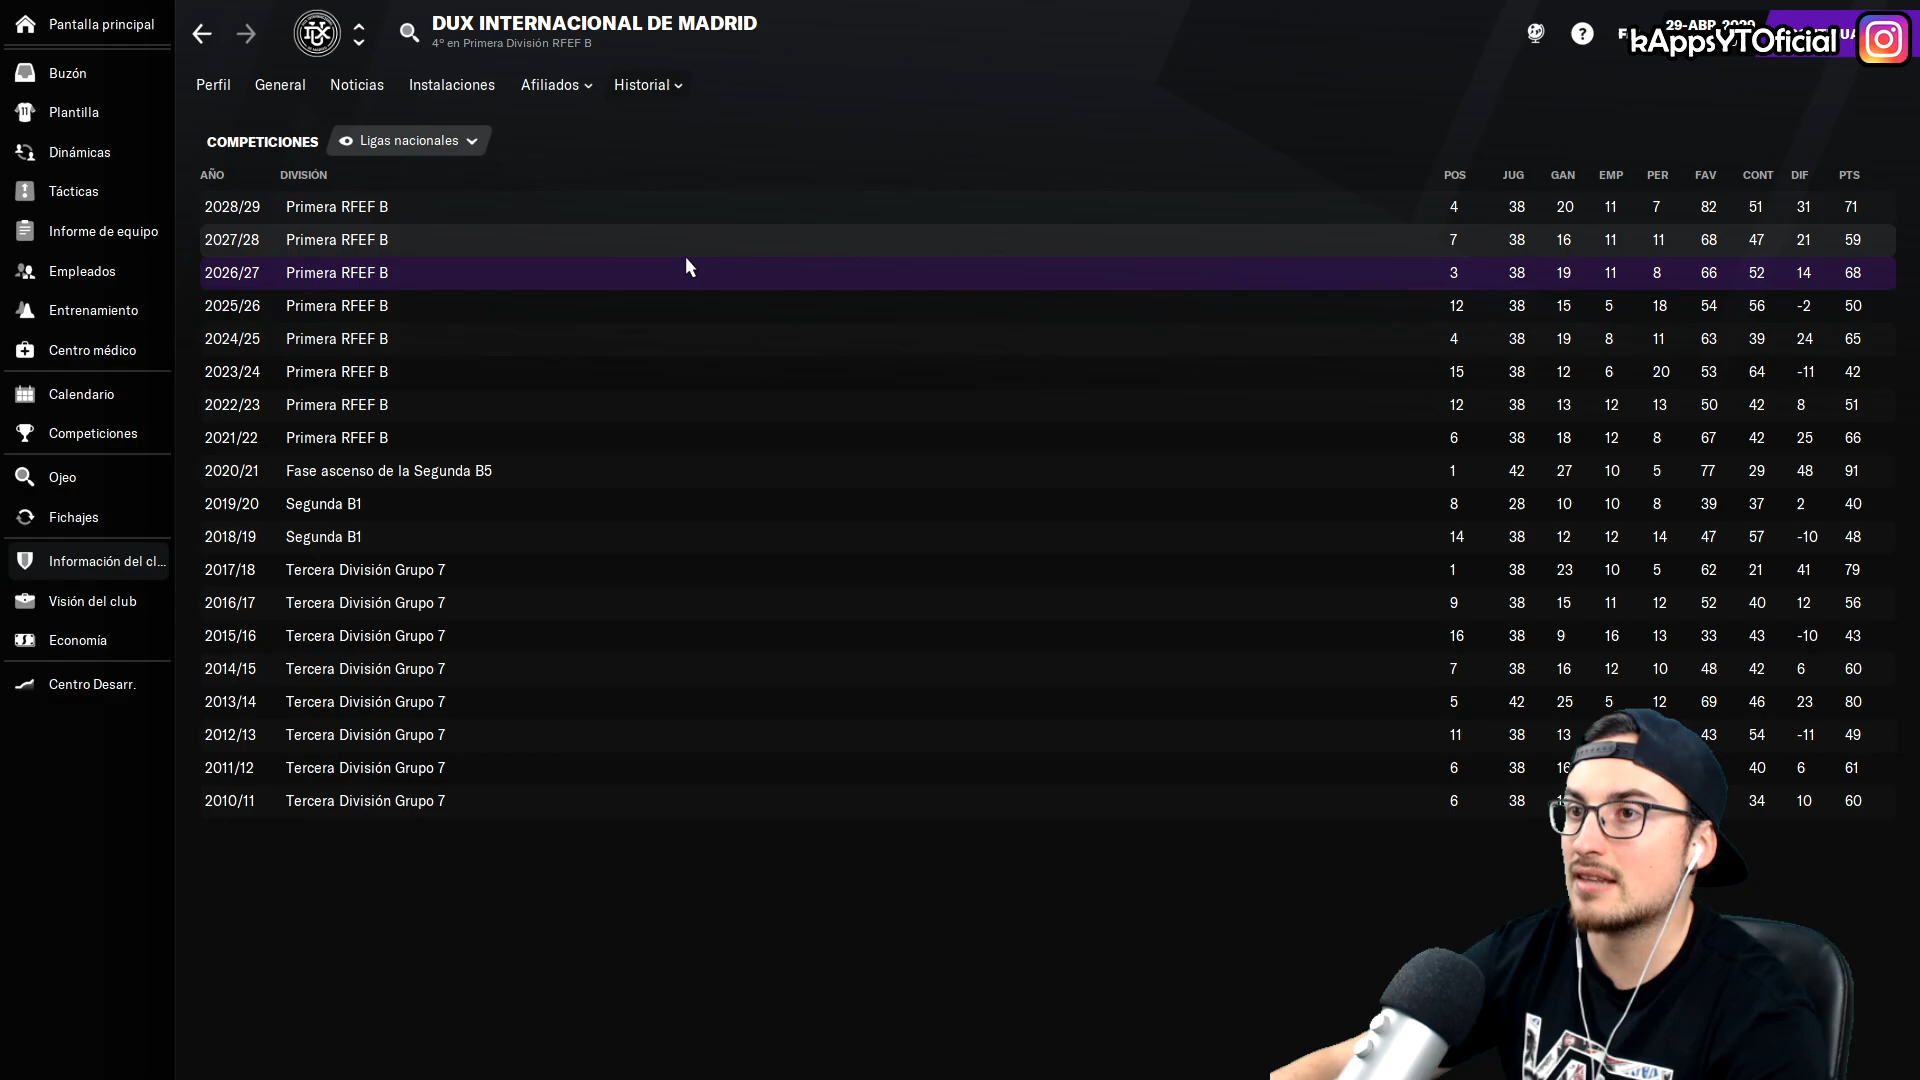 Pantalla principal
Buzón
Plantilla
Dinámicas
Tácticas
Informe de equipo
Empleados
Entrenamiento
Centro médico
Calendario
Competiciones
Ojeo
Fichajes
Información del cl...
Visión del club
Economía
Centro Desarr.
DUX INTERNACIONAL DE MADRID
4º en Primera División RFEF B
kAppsYTOficial
Perfil General Noticias Instalaciones Afiliados Historial
COMPETICIONES Ligas nacionales
AÑO DIVISIÓN POS JUG GAN EMP PER FAV CONT DIF PTS
2028/29 Primera RFEF B 4 38 20 11 7 82 51 31 71
2027/28 Primera RFEF B 7 38 16 11 11 68 47 21 59
2026/27 Primera RFEF B 3 38 19 11 8 66 52 14 68
2025/26 Primera RFEF B 12 38 15 5 18 54 56 -2 50
2024/25 Primera RFEF B 4 38 19 8 11 63 39 24 65
2023/24 Primera RFEF B 15 38 12 6 20 53 64 -11 42
2022/23 Primera RFEF B 12 38 13 12 13 50 42 8 51
2021/22 Primera RFEF B 6 38 18 12 8 67 42 25 66
2020/21 Fase ascenso de la Segunda B5 1 42 27 10 5 77 29 48 91
2019/20 Segunda B1 8 28 10 10 8 39 37 2 40
2018/19 Segunda B1 14 38 12 12 14 47 57 -10 48
2017/18 Tercera División Grupo 7 1 38 23 10 5 62 21 41 79
2016/17 Tercera División Grupo 7 9 38 15 11 12 52 40 12 56
2015/16 Tercera División Grupo 7 16 38 9 16 13 33 43 -10 43
2014/15 Tercera División Grupo 7 7 38 16 12 10 48 42 6 60
2013/14 Tercera División Grupo 7 5 42 25 5 12 69 46 23 80
2012/13 Tercera División Grupo 7 11 38 13 43 54 -11 49
2011/12 Tercera División Grupo 7 6 38 40 6 61
2010/11 Tercera División Grupo 7 6 38 34 10 60